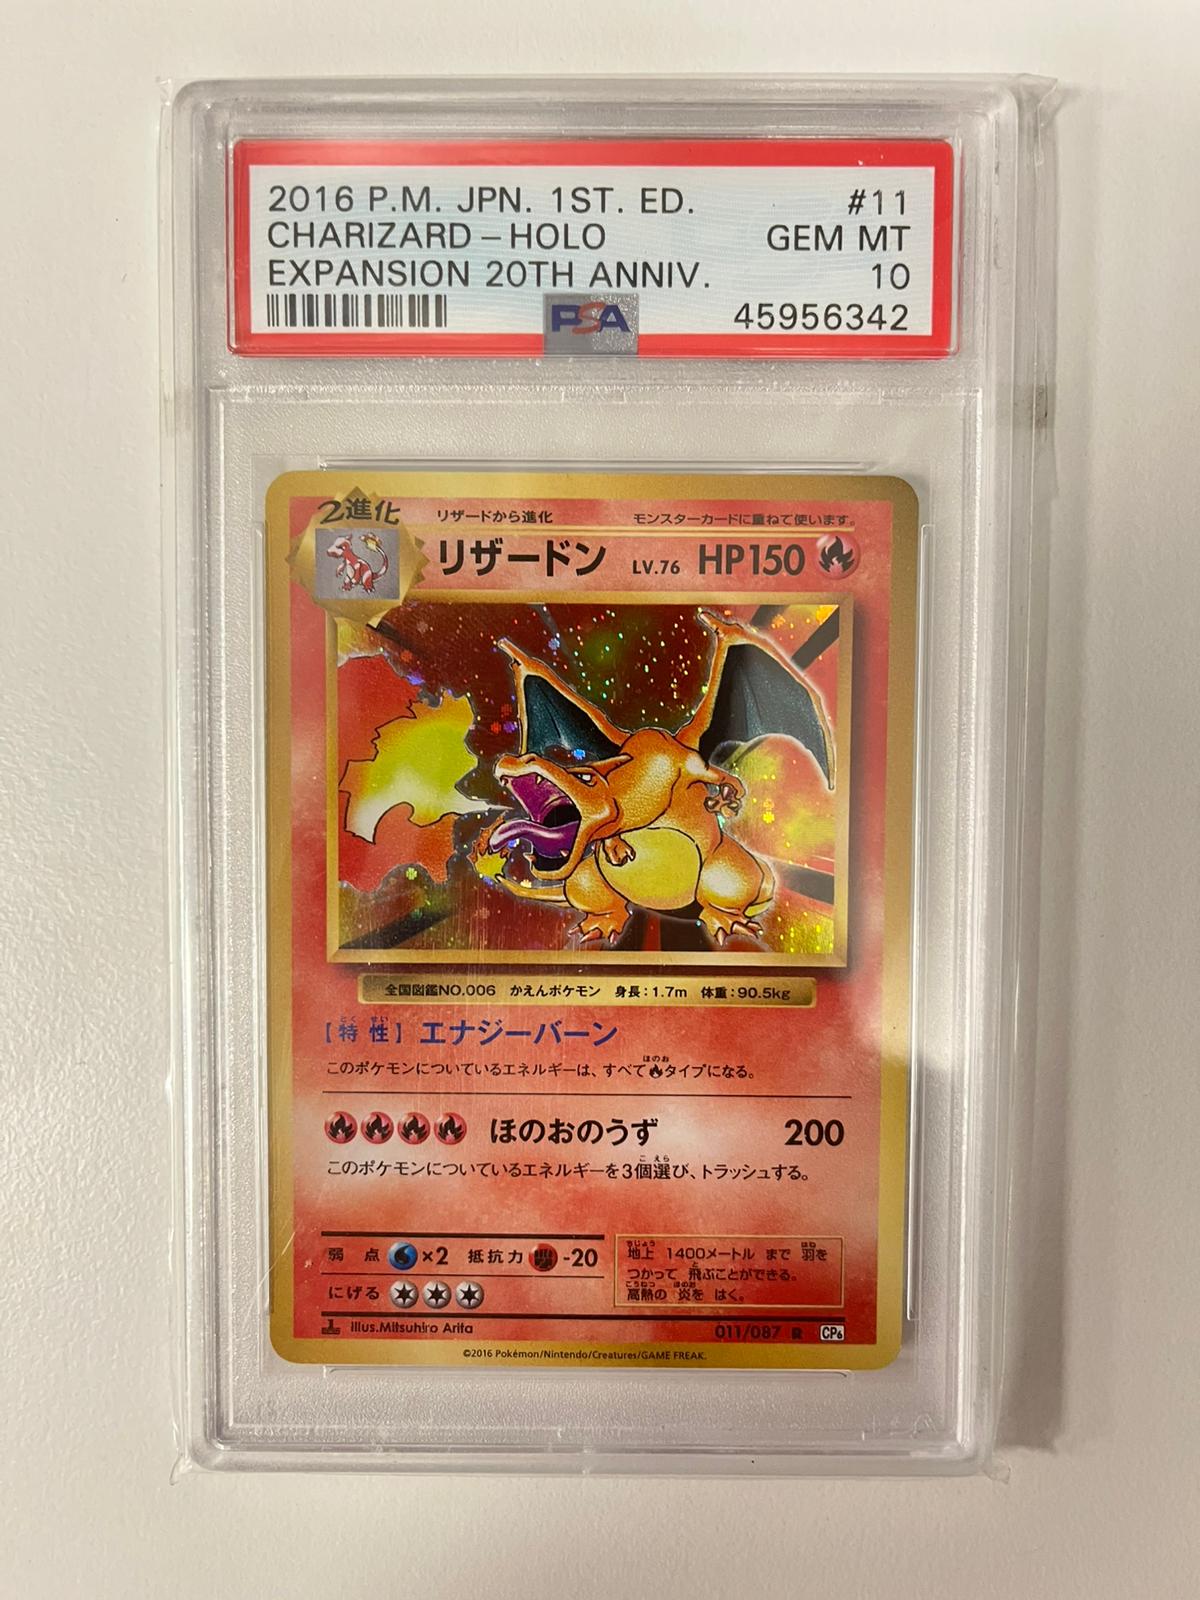 2016 P.M. JPN. 1ST. ED. #11
CHARIZARD - HOLO GEM MT
EXPANSION 20TH ANNIV. 10
PSA 45956342
2進化 リザードから進化 モンスターカードに重ねて使います。
リザードン LV.76 HP150
全国図鑑NO.006 かえんポケモン 身長:1.7m 体重:90.5kg
[特性] エナジーバーン
このポケモンについているエネルギーは、すべてタイプになる。
ほのおのうず 200
このポケモンについているエネルギーを3個選び、トラッシュする。
弱点 ×2 抵抗力 -20
にげる
地上 1400メートル まで 羽を
つかって 飛ぶことができる。
高熱の 炎を はく。
1 illus.Mitsuhiro Arita 011/087 R CP6
©2016 Pokémon/Nintendo/Creatures/GAME FREAK.